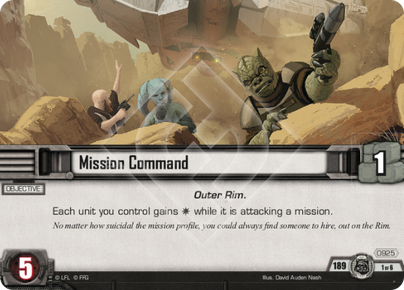 Mission Command
1
OBJECTIVE
Outer Rim.
Each unit you control gains while it is attacking a mission.
No matter how suicidal the mission profile, you could always find someone to hire, out on the Rim.
0925
5
© LFL © FFG
Illus. David Auden Nash
189
1 of 6